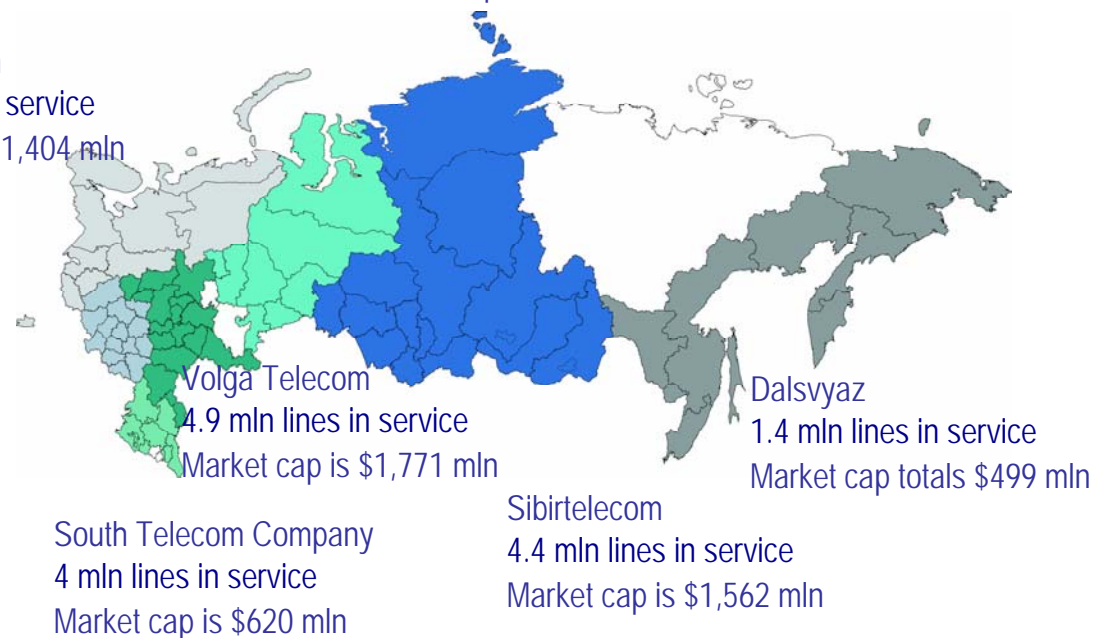 service
1,404 mln
Volga Telecom
4.9 mln lines in service
Market cap is $1,771 mln
Dalsvyaz
1.4 mln lines in service
Market cap totals $499 mln
Sibirtelecom
4.4 mln lines in service
Market cap is $1,562 mln
South Telecom Company
4 mln lines in service
Market cap is $620 mln